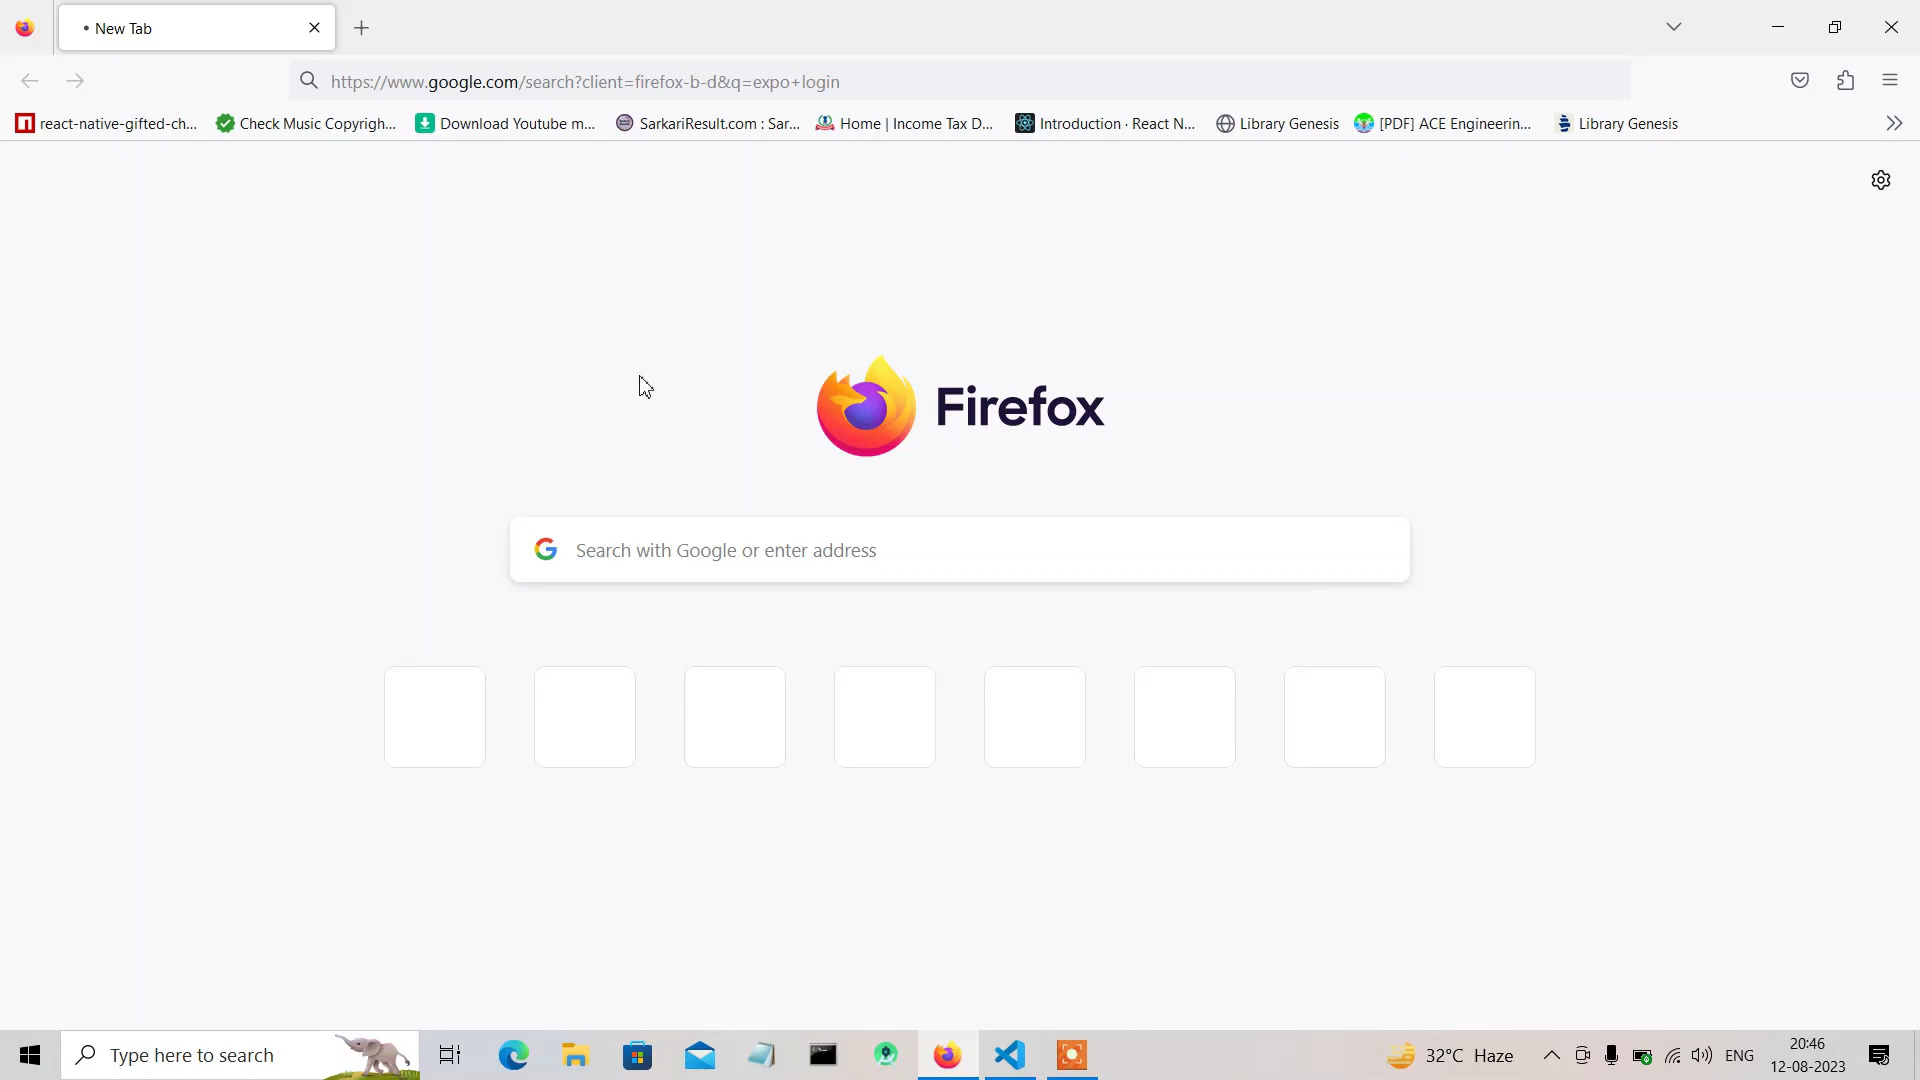 New Tab
https://www.google.com/search?client=firefox-b-d&q=expo+login
react-native-gifted-ch... Check Music Copyrigh... Download Youtube m... SarkariResult.com : Sar... Home | Income Tax D... Introduction · React N... Library Genesis [PDF] ACE Engineerin... Library Genesis
Firefox
Search with Google or enter address
Type here to search
32°C Haze
ENG
20:46
12-08-2023